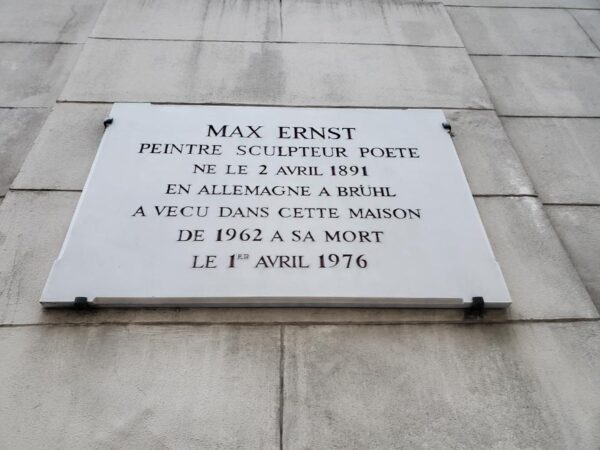 MAX ERNST
PEINTRE SCULPTEUR POETE
NE LE 2 AVRIL 1891
EN ALLEMAGNE A BRÜHL
A VECU DANS CETTE MAISON
DE 1962 A SA MORT
LE 1ER AVRIL 1976